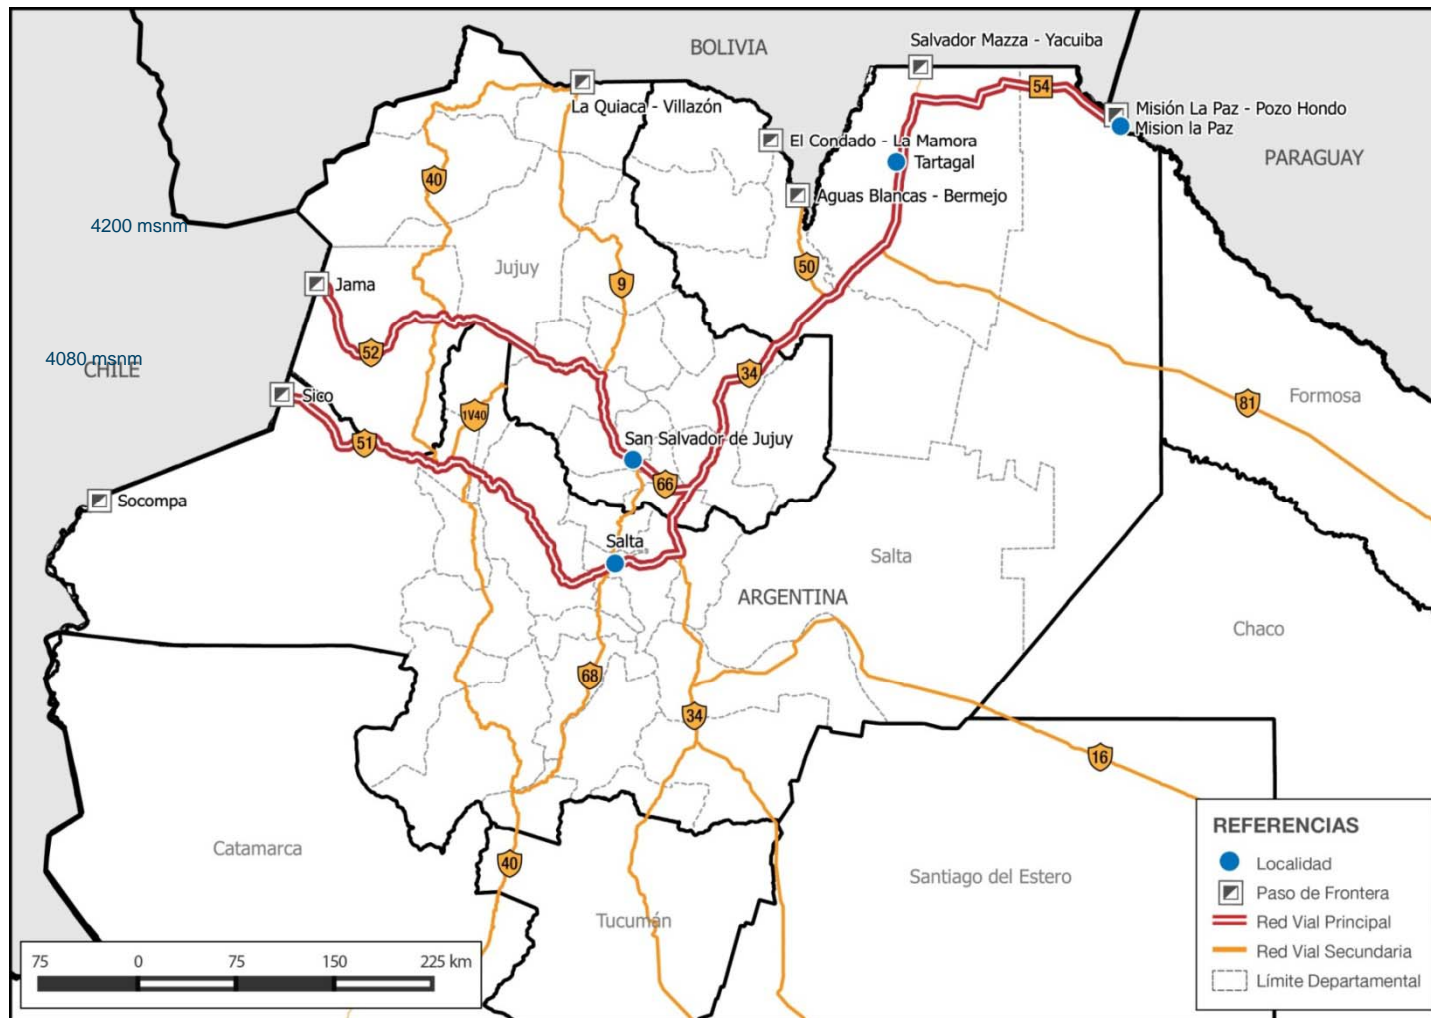 BOLIVIA
Salvador Mazza - Yacuiba
La Quiaca - Villazón
54
Misión La Paz - Pozo Hondo
Mision la Paz
El Condado - La Mamora
PARAGUAY
Tartagal
40
Aguas Blancas - Bermejo
4200 msnm
Jujuy
50
9
Jama
52
4080 msnm
CHILE
34
Sico
Formosa
81
1V40
51
San Salvador de Jujuy
66
Socompa
Salta
Salta
ARGENTINA
Chaco
68
34
16
Catamarca
40
Santiago del Estero
Tucumán
REFERENCIAS
Localidad
Paso de Frontera
Red Vial Principal
Red Vial Secundaria
Límite Departamental
75 0 75 150 225 km